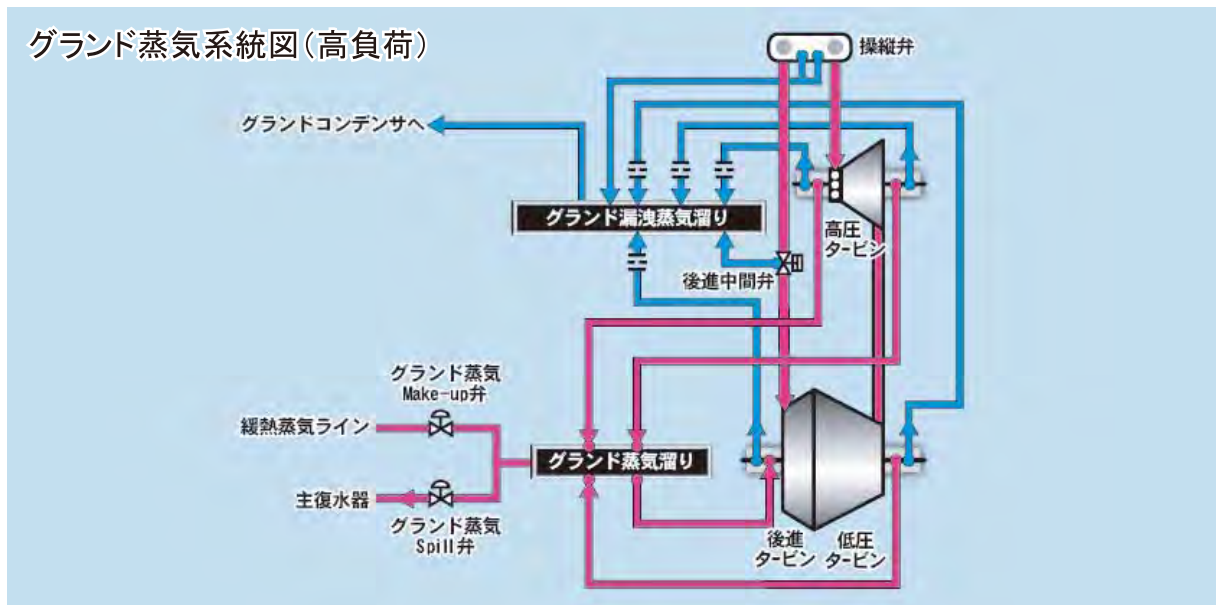 グランド蒸気系統図(高負荷)
操縦弁
グランドコンデンサへ
グランド漏洩蒸気溜り
高圧
タービン
後進中間弁
グランド蒸気
Make-up弁
緩熱蒸気ライン
グランド蒸気溜り
主復水器
グランド蒸気
Spill弁
後進
タービン
低圧
タービン